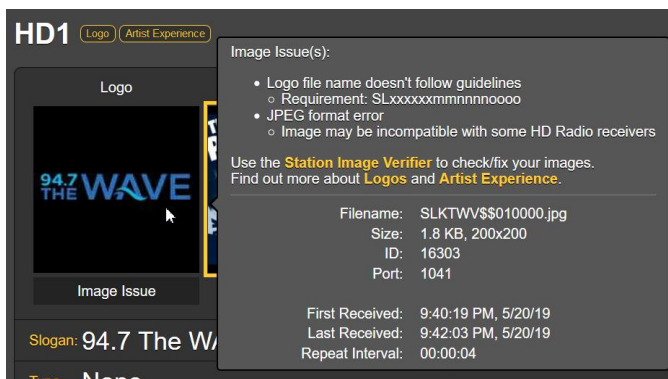 HD1 Logo Artist Experience
Logo
94.7
THE WAVE
Image Issue
Slogan: 94.7 The WA
Image Issue(s):
• Logo file name doesn't follow guidelines
○ Requirement: SLxxxxxxmmnnnnoooo
• JPEG format error
○ Image may be incompatible with some HD Radio receivers
Use the Station Image Verifier to check/fix your images.
Find out more about Logos and Artist Experience.
Filename: SLKTWV$$010000.jpg
Size: 1.8 KB, 200x200
ID: 16303
Port: 1041
First Received: 9:40:19 PM, 5/20/19
Last Received: 9:42:03 PM, 5/20/19
Repeat Interval: 00:00:04